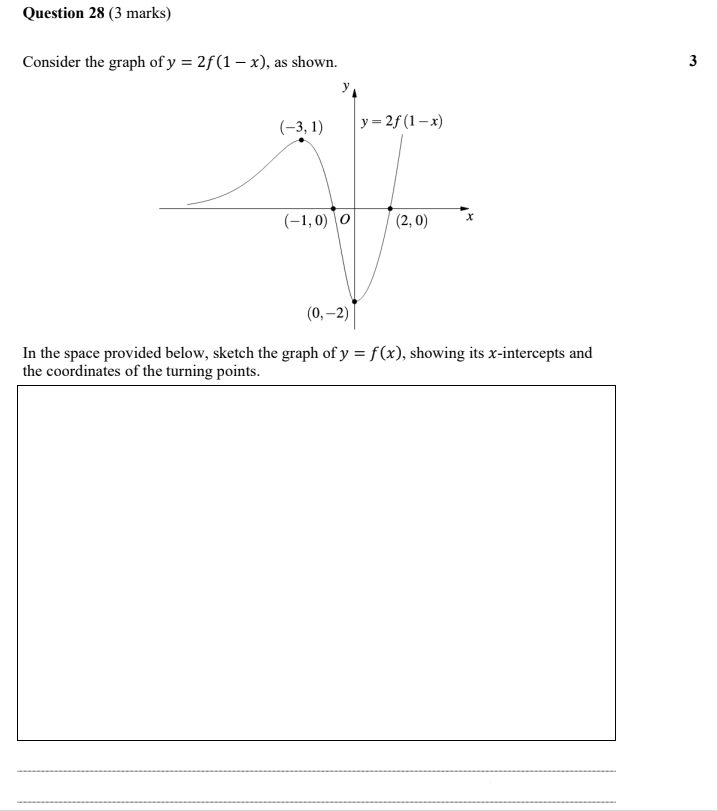 Question 28 (3 marks)
Consider the graph of y = 2f(1 − x), as shown.
3
y
(−3, 1)
y = 2f(1 − x)
(−1, 0)
O
(2, 0)
x
(0, −2)
In the space provided below, sketch the graph of y = f(x), showing its x-intercepts and
the coordinates of the turning points.